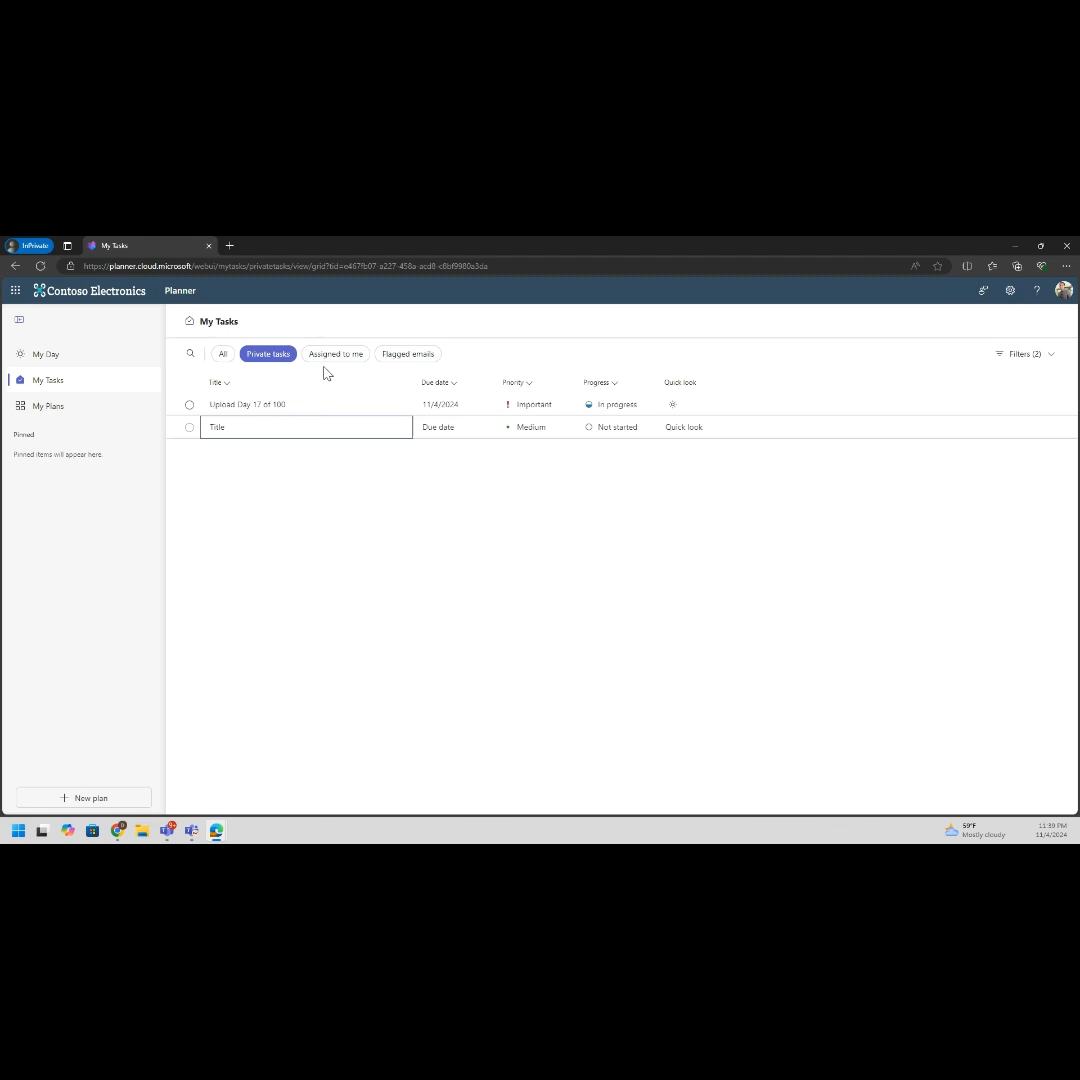 InPrivate
My Tasks
https://planner.cloud.microsoft/webui/mytasks/privatetasks/view/grid?tid=e467fb07-a227-458a-acd8-c8bf9980a3da
Contoso Electronics
Planner
My Tasks
My Day
My Tasks
My Plans
Pinned
Pinned items will appear here.
All
Private tasks
Assigned to me
Flagged emails
Filters (2)
Title
Due date
Priority
Progress
Quick look
Upload Day 17 of 100
11/4/2024
Important
In progress
Title
Due date
Medium
Not started
Quick look
New plan
9+
59°F
Mostly cloudy
11:39 PM
11/4/2024